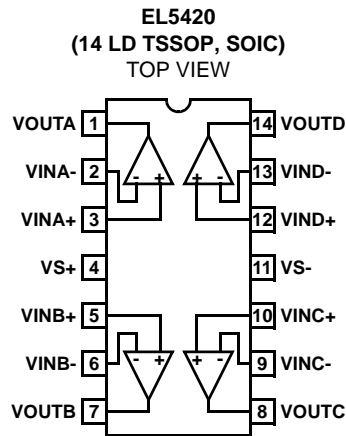 EL5420
(14 LD TSSOP, SOIC)
TOP VIEW
VOUTA 1 14 VOUTD
VINA- 2 13 VIND-
- + + -
VINA+ 3 12 VIND+
VS+ 4 11 VS-
VINB+ 5 10 VINC+
- + + -
VINB- 6 9 VINC-
VOUTB 7 8 VOUTC